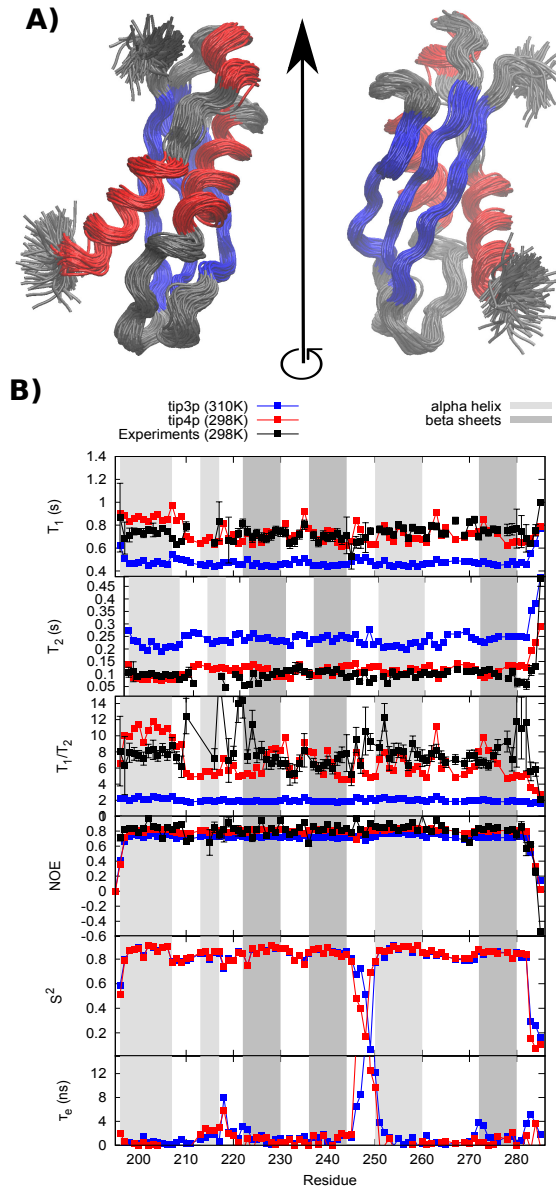 A)
B)
tip3p (310K)
tip4p (298K)
Experiments (298K)
alpha helix
beta sheets
T1 (s)
1.4
1.2
1
0.8
0.6
0.4
T2 (s)
0.45
0.4
0.35
0.3
0.25
0.2
0.15
0.1
0.05
T1/T2
14
12
10
8
6
4
2
0
NOE
1
0.8
0.6
0.4
0.2
0
-0.2
-0.4
-0.6
S2
0.8
0.6
0.4
0.2
τe (ns)
12
8
4
0
200 210 220 230 240 250 260 270 280
Residue